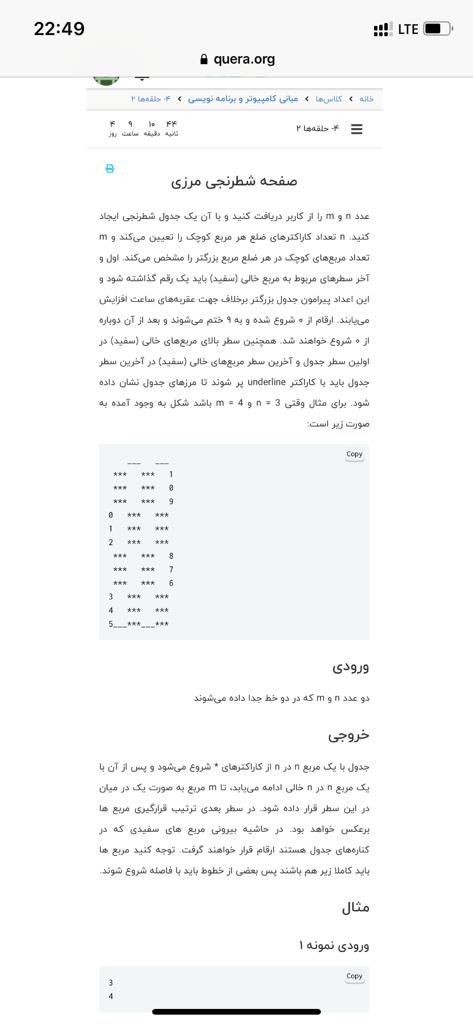 22:49
LTE
quera.org
خانه › کلاس‌ها › مبانی کامپیوتر و برنامه نویسی › ۴- حلقه‌ها ۲
۴- حلقه‌ها ۲
۴ ۹ ۱۰ ۴۴
روز ساعت دقیقه ثانیه
صفحه شطرنجی مرزی
عدد n و m را از کاربر دریافت کنید و با آن یک جدول شطرنجی ایجاد
کنید. n تعداد کاراکترهای ضلع هر مربع کوچک را تعیین می‌کند و m
تعداد مربع‌های کوچک در هر ضلع مربع بزرگتر را مشخص می‌کند. اول و
آخر سطرهای مربوط به مربع خالی (سفید) باید یک رقم گذاشته شود و
این اعداد پیرامون جدول بزرگتر برخلاف جهت عقربه‌های ساعت افزایش
می‌یابند. ارقام از ۰ شروع شده و به ۹ ختم می‌شوند و بعد از آن دوباره
از ۰ شروع خواهند شد. همچنین سطر بالای مربع‌های خالی (سفید) در
اولین سطر جدول و آخرین سطر مربع‌های خالی (سفید) در آخرین سطر
جدول باید با کاراکتر underline پر شوند تا مرزهای جدول نشان داده
شود. برای مثال وقتی n = 3 و m = 4 باشد شکل به وجود آمده به
صورت زیر است:
Copy
    ___   ___
 ***   ***   1
 ***   ***   0
 ***   ***   9
0   ***   ***
1   ***   ***
2   ***   ***
 ***   ***   8
 ***   ***   7
 ***   ***   6
3   ***   ***
4   ***   ***
5___***___***
ورودی
دو عدد n و m که در دو خط جدا داده می‌شوند
خروجی
جدول با یک مربع n در n از کاراکترهای * شروع می‌شود و پس از آن با
یک مربع n در n خالی ادامه می‌یابد، تا m مربع به صورت یک در میان
در این سطر قرار داده شود. در سطر بعدی ترتیب قرارگیری مربع ها
برعکس خواهد بود. در حاشیه بیرونی مربع های سفیدی که در
کناره‌های جدول هستند ارقام قرار خواهند گرفت. توجه کنید مربع ها
باید کاملا زیر هم باشند پس بعضی از خطوط باید با فاصله شروع شوند.
مثال
ورودی نمونه ۱
Copy
3
4